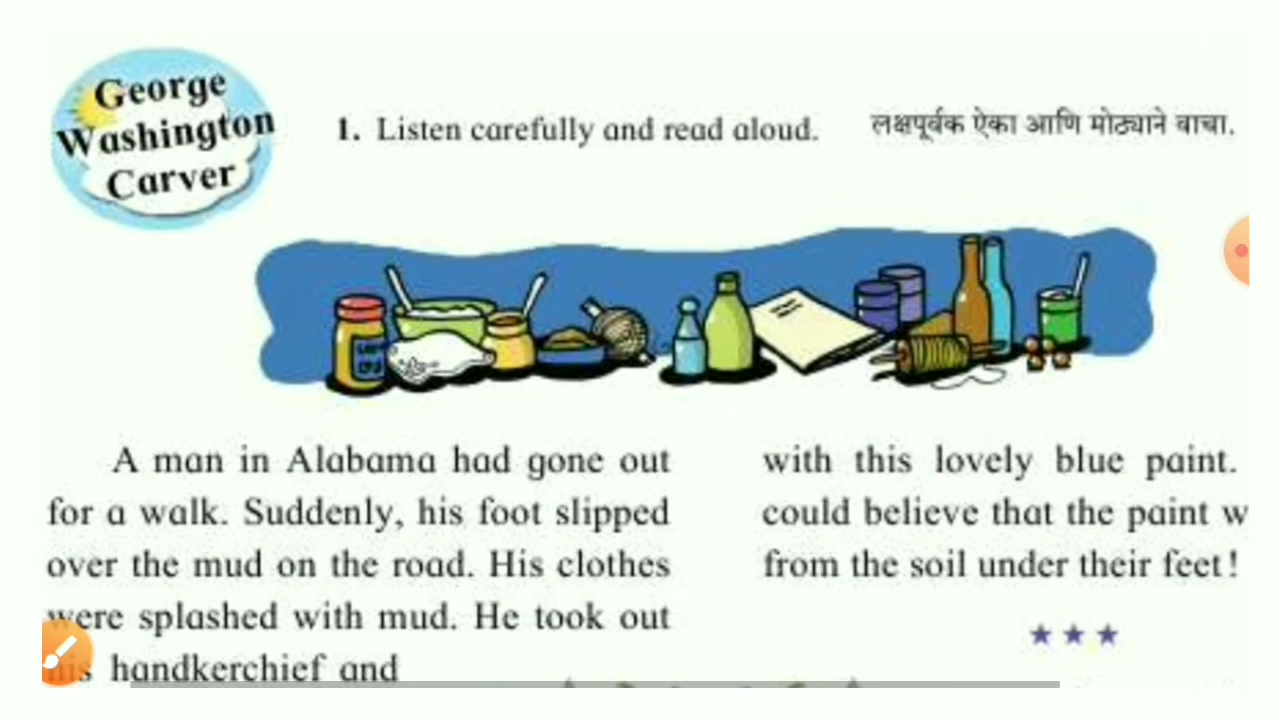 George
Washington
Carver
1. Listen carefully and read aloud. लक्षपूर्वक ऐका आणि मोठ्याने वाचा.
A man in Alabama had gone out
for a walk. Suddenly, his foot slipped
over the mud on the road. His clothes
were splashed with mud. He took out
his handkerchief and
with this lovely blue paint.
could believe that the paint w
from the soil under their feet!